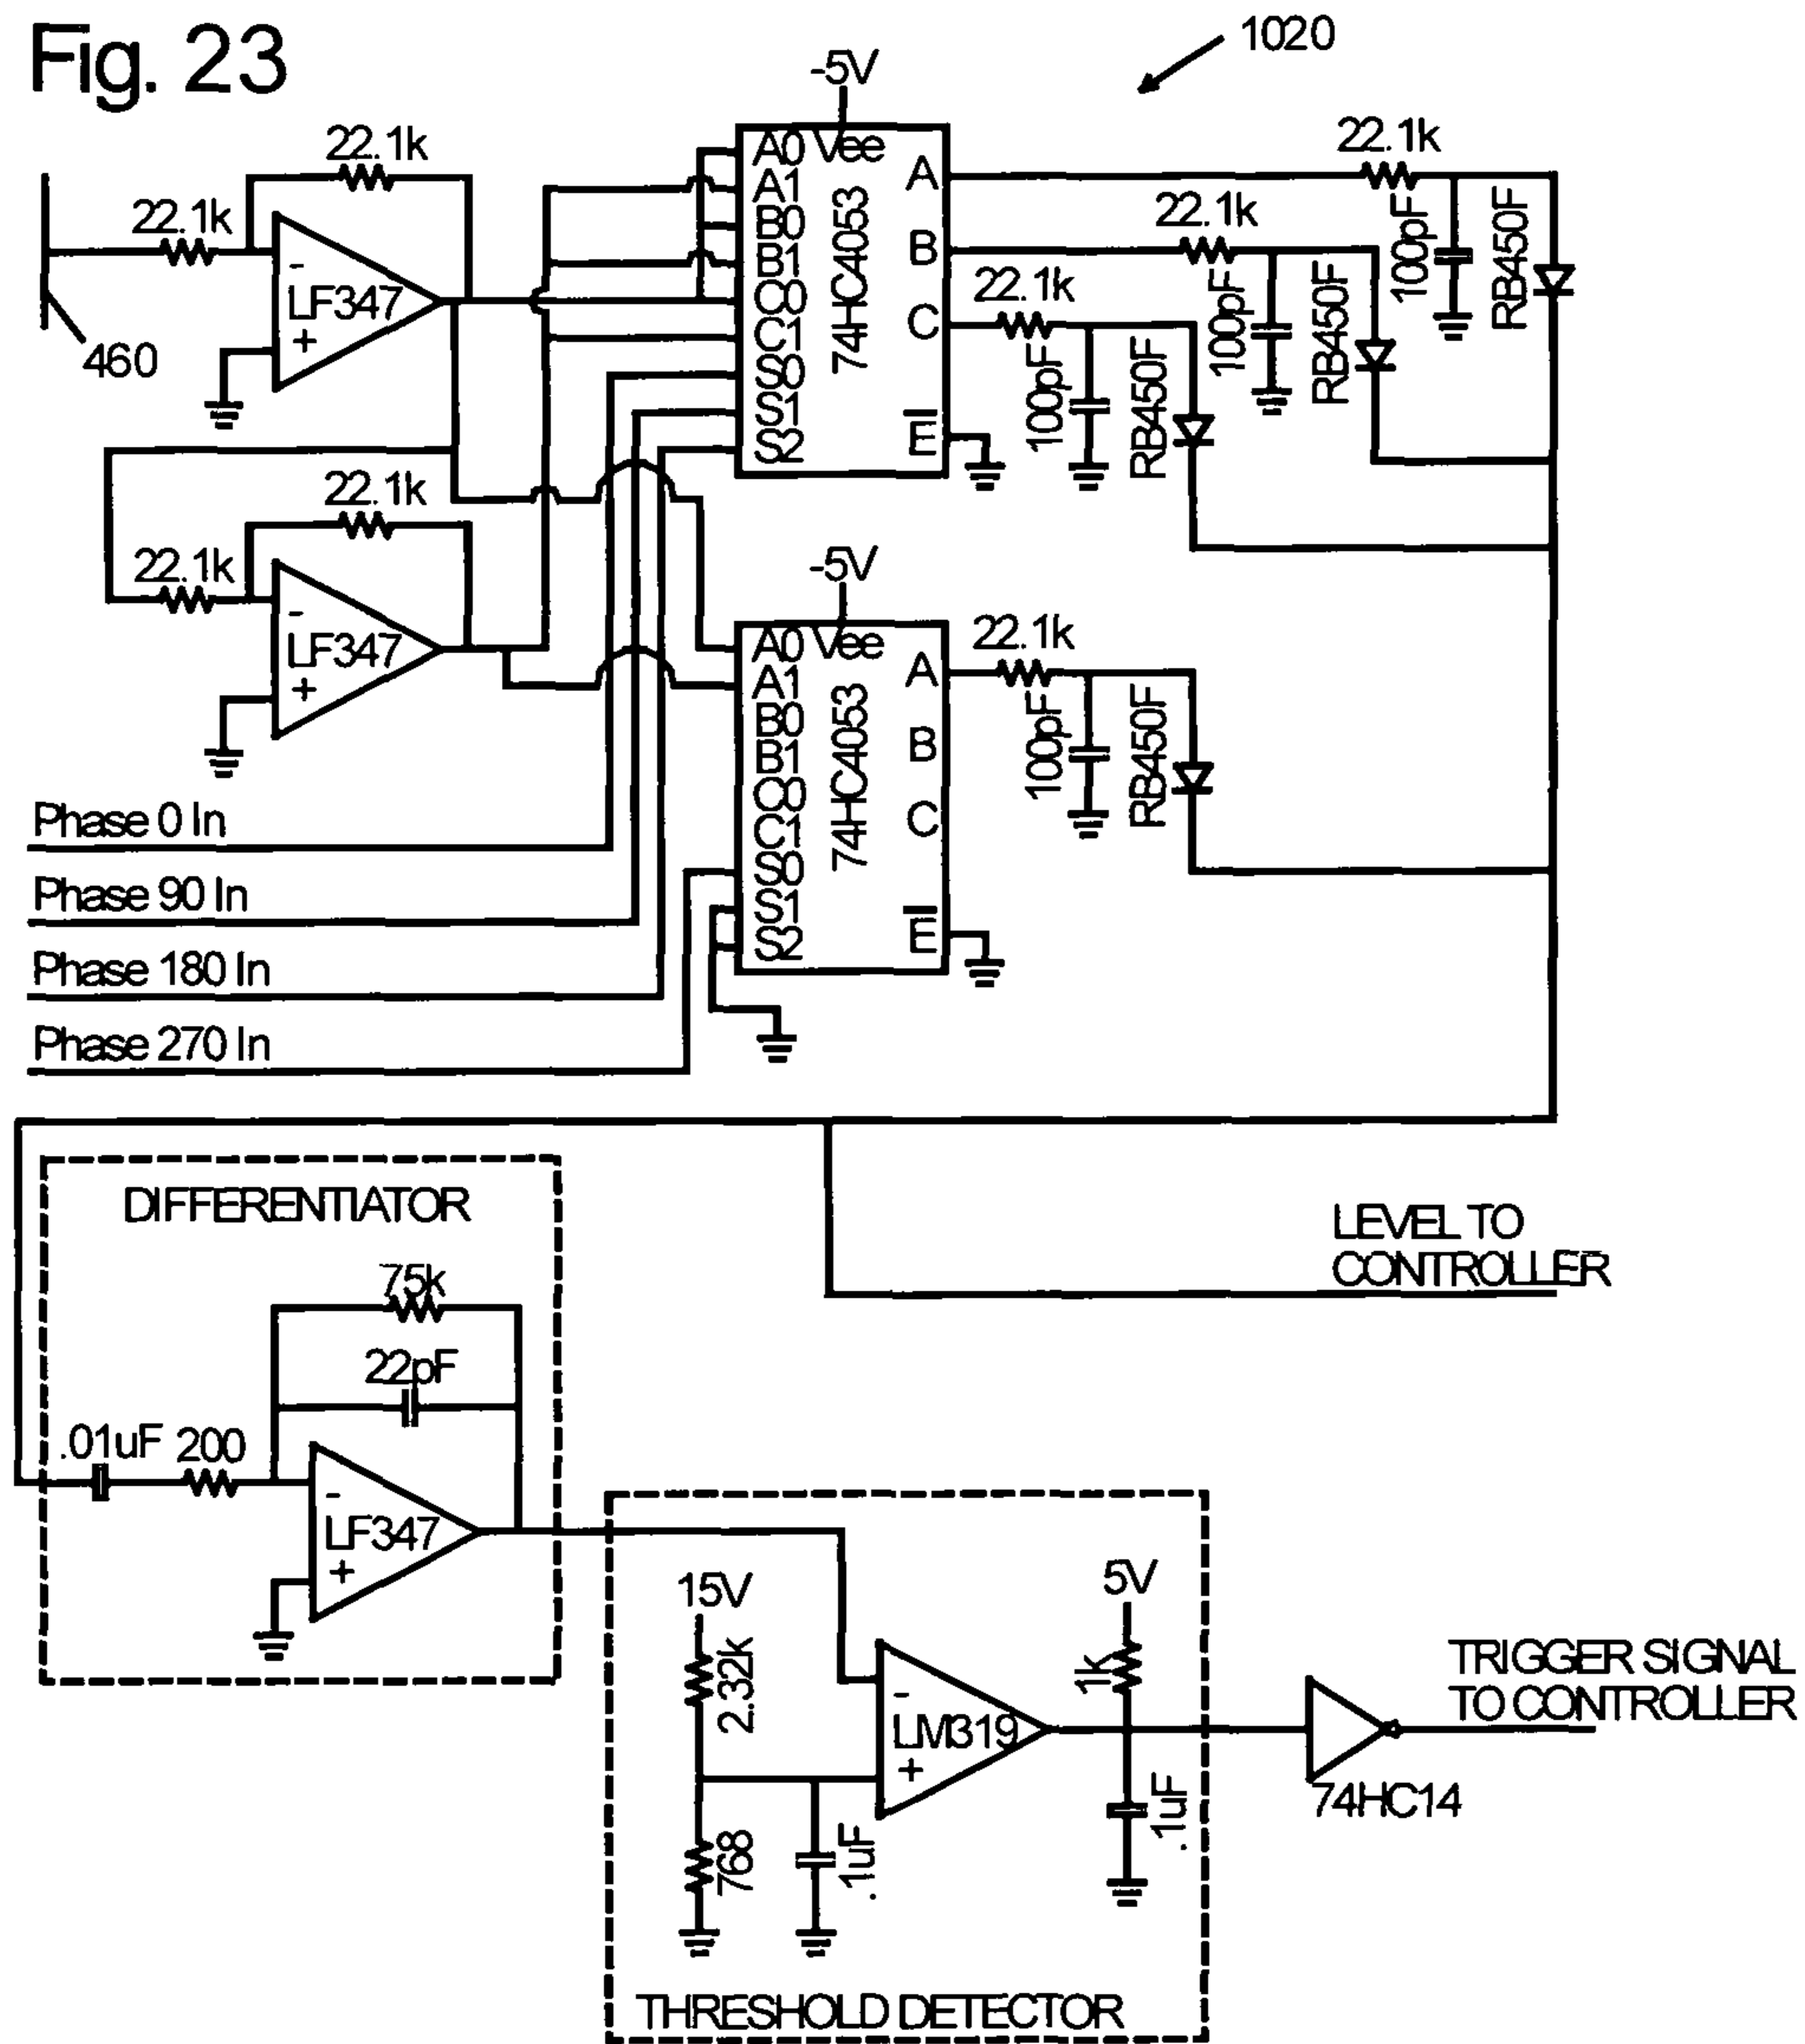 Fig. 23
1020
-5V
22.1k
22.1k
LF347
-
+
460
A0 Vee
A1
B0
B1
C0
C1
S0
S1
S2
74HC4053
A
B
C
E
22.1k
100pF
RB450F
22.1k
100pF
RB450F
22.1k
100pF
RB450F
22.1k
22.1k
LF347
-
+
-5V
A0 Vee
A1
B0
B1
C0
C1
S0
S1
S2
74HC4053
A
B
C
E
22.1k
100pF
RB450F
Phase 0 In
Phase 90 In
Phase 180 In
Phase 270 In
DIFFERENTIATOR
75k
22pF
.01uF 200
LF347
-
+
LEVEL TO
CONTROLLER
15V
2.32k
768
.1uF
LM319
-
+
5V
1k
.1uF
74HC14
TRIGGER SIGNAL
TO CONTROLLER
THRESHOLD DETECTOR